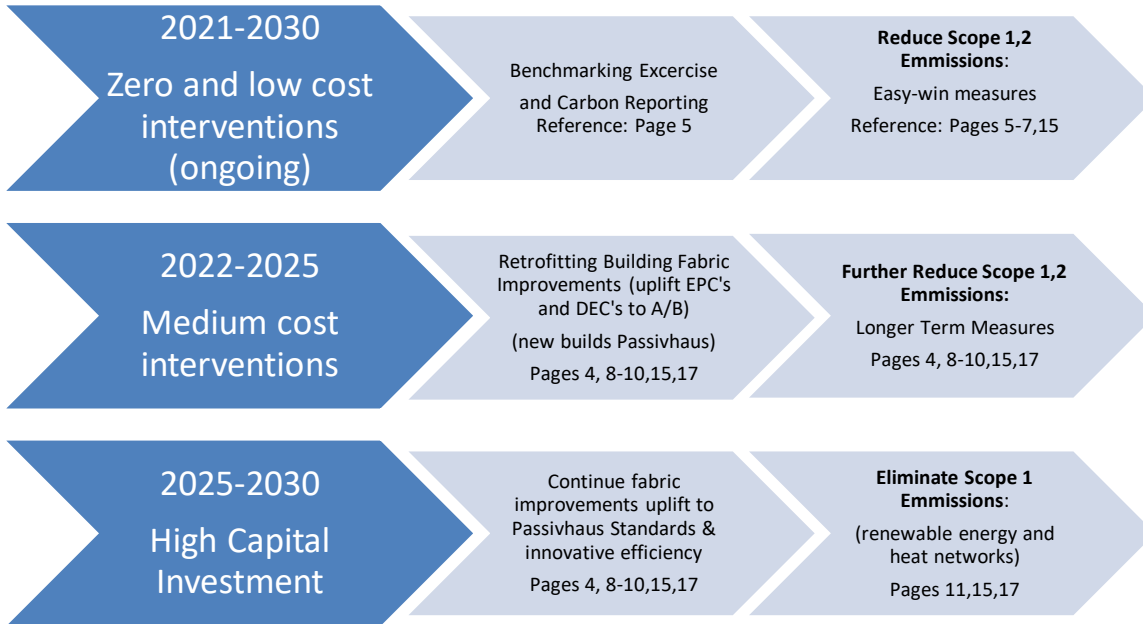 2021-2030
Zero and low cost
interventions
(ongoing)
Benchmarking Excercise
and Carbon Reporting
Reference: Page 5
Reduce Scope 1,2
Emmissions:
Easy-win measures
Reference: Pages 5-7,15
2022-2025
Medium cost
interventions
Retrofitting Building Fabric
Improvements (uplift EPC's
and DEC's to A/B)
(new builds Passivhaus)
Pages 4, 8-10,15,17
Further Reduce Scope 1,2
Emmissions:
Longer Term Measures
Pages 4, 8-10,15,17
2025-2030
High Capital
Investment
Continue fabric
improvements uplift to
Passivhaus Standards &
innovative efficiency
Pages 4, 8-10,15,17
Eliminate Scope 1
Emmissions:
(renewable energy and
heat networks)
Pages 11,15,17